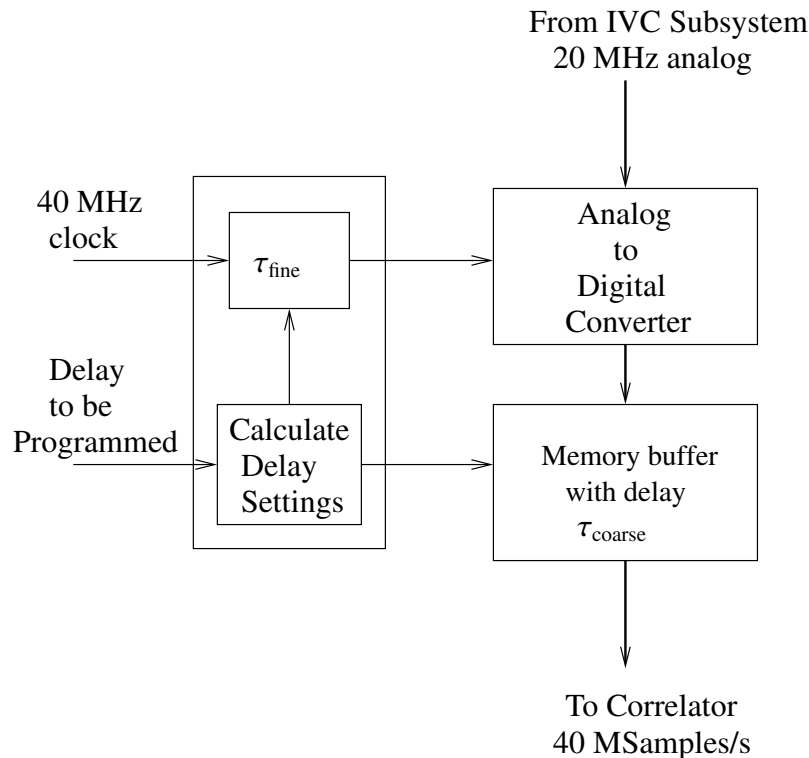 From IVC Subsystem
20 MHz analog
40 MHz
clock
τfine
Analog
to
Digital
Converter
Delay
to be
Programmed
Calculate
Delay
Settings
Memory buffer
with delay
τcoarse
To Correlator
40 MSamples/s